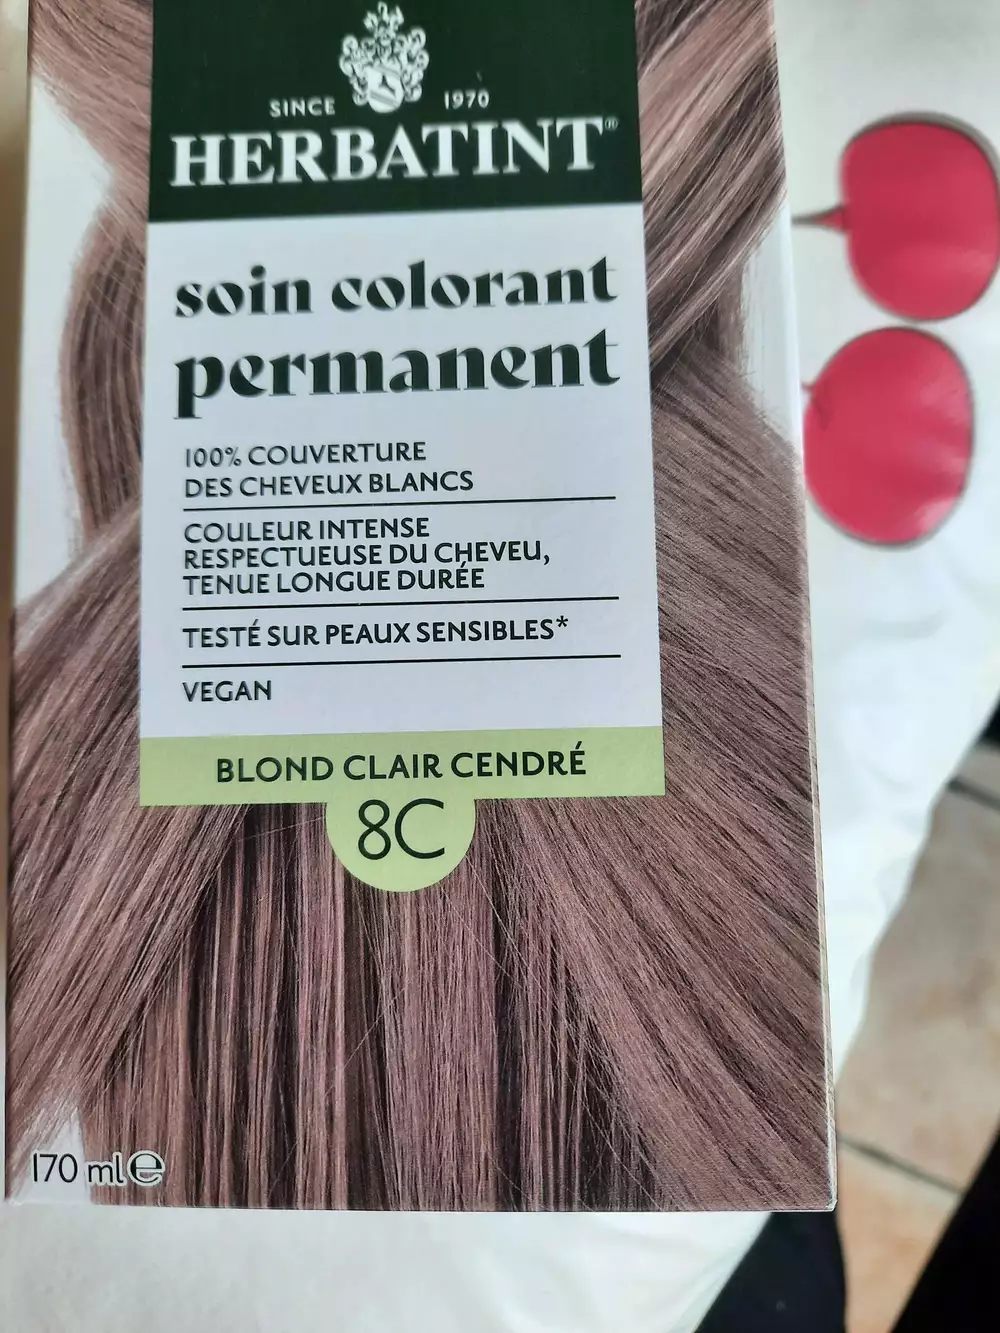 SINCE 1970
HERBATINT®
soin colorant
permanent
100% COUVERTURE
DES CHEVEUX BLANCS
COULEUR INTENSE
RESPECTUEUSE DU CHEVEU,
TENUE LONGUE DURÉE
TESTÉ SUR PEAUX SENSIBLES*
VEGAN
BLOND CLAIR CENDRÉ
8C
170 ml e